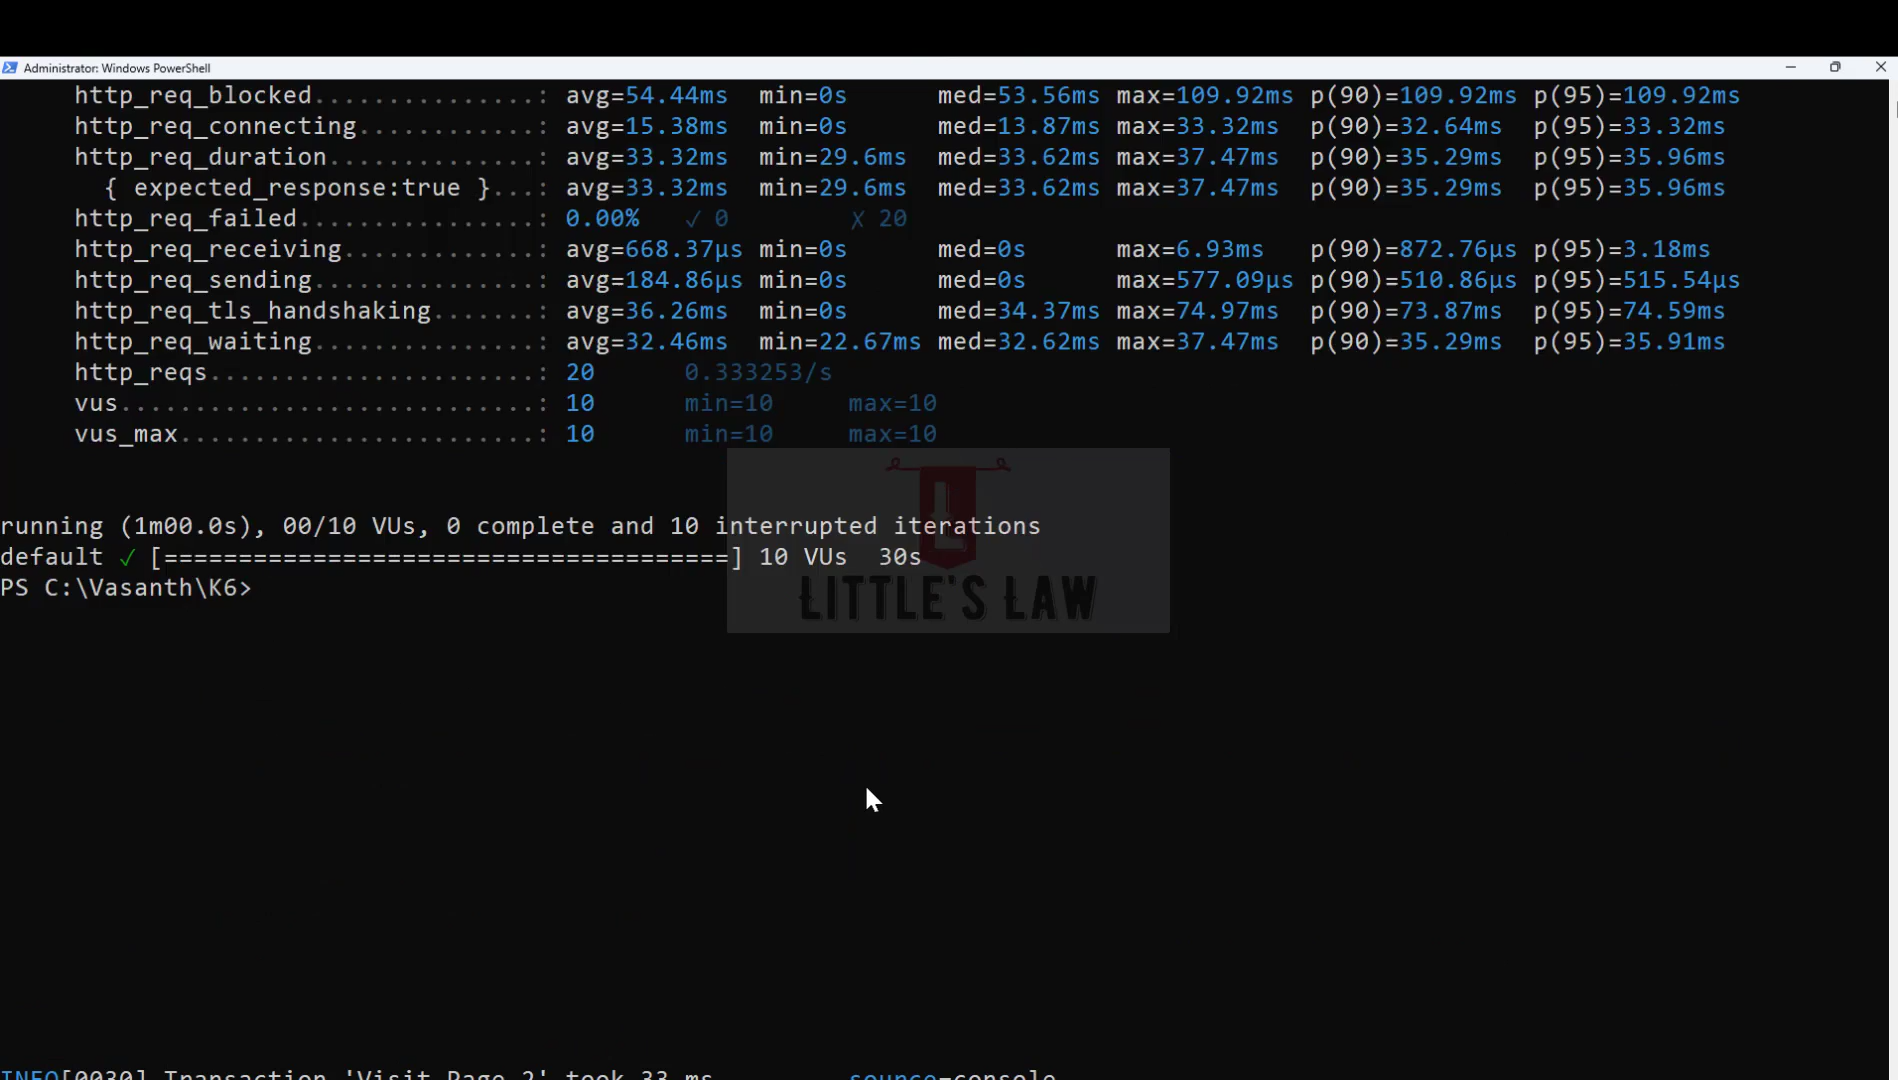 Administrator: Windows PowerShell
http_req_blocked...............: avg=54.44ms min=0s med=53.56ms max=109.92ms p(90)=109.92ms p(95)=109.92ms
http_req_connecting............: avg=15.38ms min=0s med=13.87ms max=33.32ms p(90)=32.64ms p(95)=33.32ms
http_req_duration..............: avg=33.32ms min=29.6ms med=33.62ms max=37.47ms p(90)=35.29ms p(95)=35.96ms
{ expected_response:true }...: avg=33.32ms min=29.6ms med=33.62ms max=37.47ms p(90)=35.29ms p(95)=35.96ms
http_req_failed................: 0.00% ✓ 0 ✗ 20
http_req_receiving.............: avg=668.37µs min=0s med=0s max=6.93ms p(90)=872.76µs p(95)=3.18ms
http_req_sending...............: avg=184.86µs min=0s med=0s max=577.09µs p(90)=510.86µs p(95)=515.54µs
http_req_tls_handshaking.......: avg=36.26ms min=0s med=34.37ms max=74.97ms p(90)=73.87ms p(95)=74.59ms
http_req_waiting...............: avg=32.46ms min=22.67ms med=32.62ms max=37.47ms p(90)=35.29ms p(95)=35.91ms
http_reqs......................: 20 0.333253/s
vus............................: 10 min=10 max=10
vus_max........................: 10 min=10 max=10
running (1m00.0s), 00/10 VUs, 0 complete and 10 interrupted iterations
default ✓ [======================================] 10 VUs 30s
PS C:\Vasanth\K6>
L
LITTLE'S LAW
INFO[0030] Transaction 'Visit Page 2' took 33 ms source=console